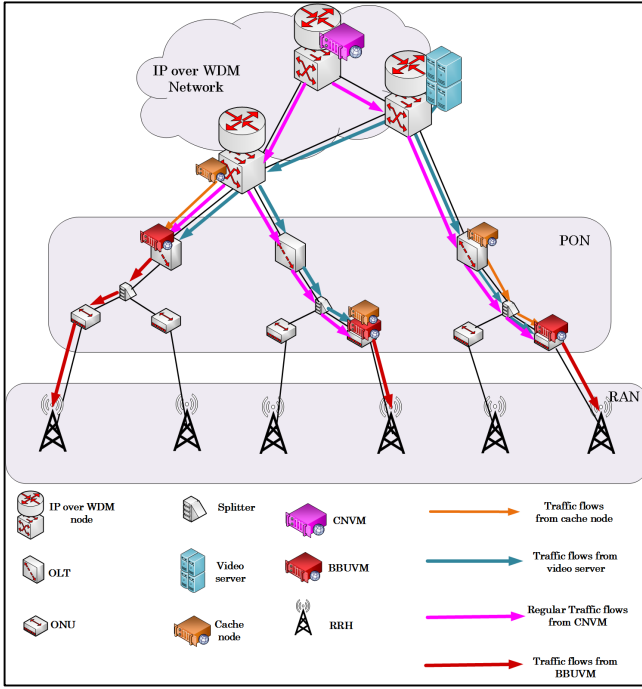 IP over WDM
Network
PON
RAN
IP over WDM
node
Splitter
CNVM
Traffic flows
from cache node
OLT
Video
server
BBUVM
Traffic flows from
video server
ONU
Cache
node
RRH
Regular Traffic flows
from CNVM
Traffic flows from
BBUVM